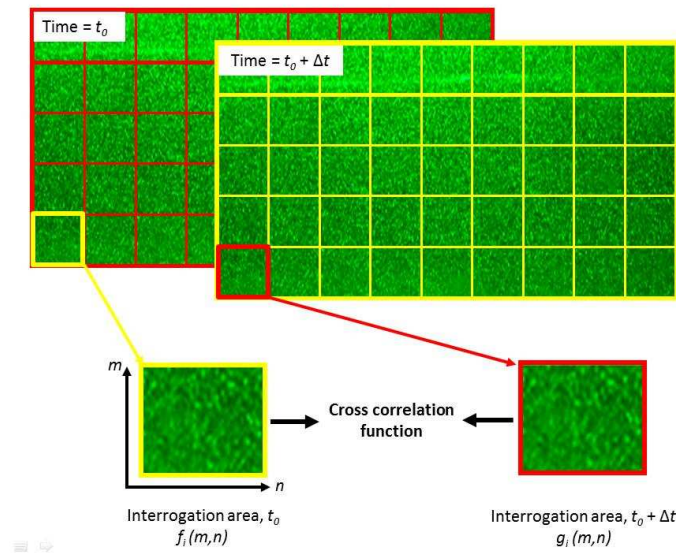 Time = t₀
Time = t₀ + Δt
m
Cross correlation
function
n
Interrogation area, t₀
fᵢ(m,n)
Interrogation area, t₀ + Δt
gᵢ(m,n)